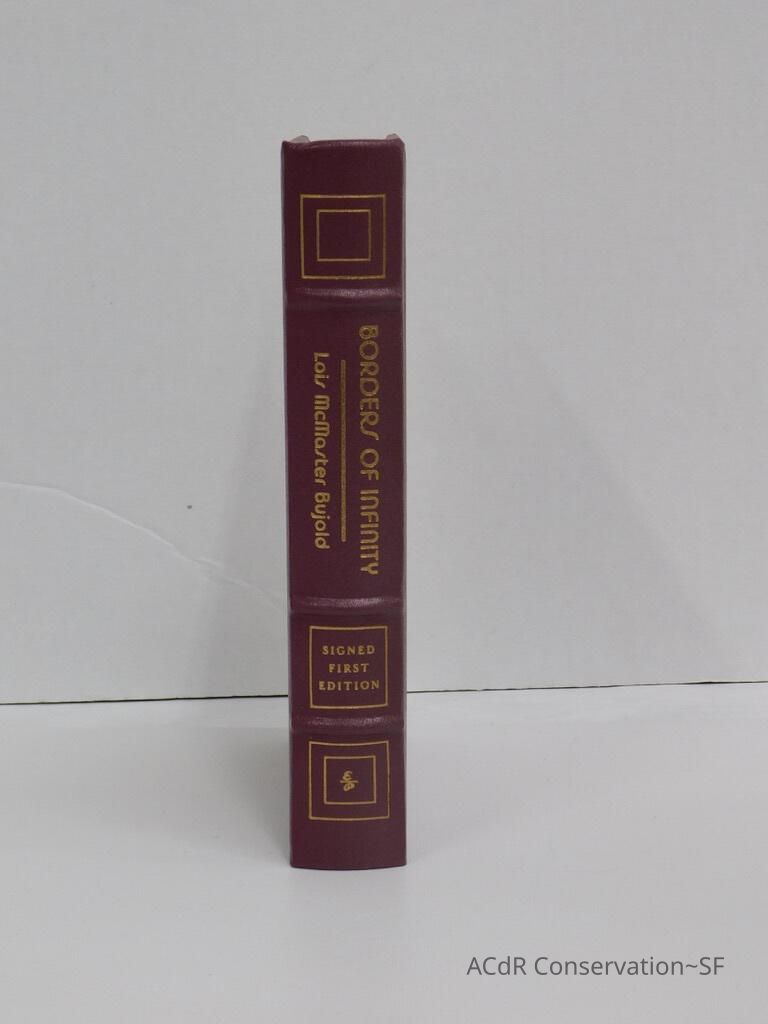 BORDERS OF INFINITY
Lois McMaster Bujold
SIGNED
FIRST
EDITION
ACdR Conservation~SF